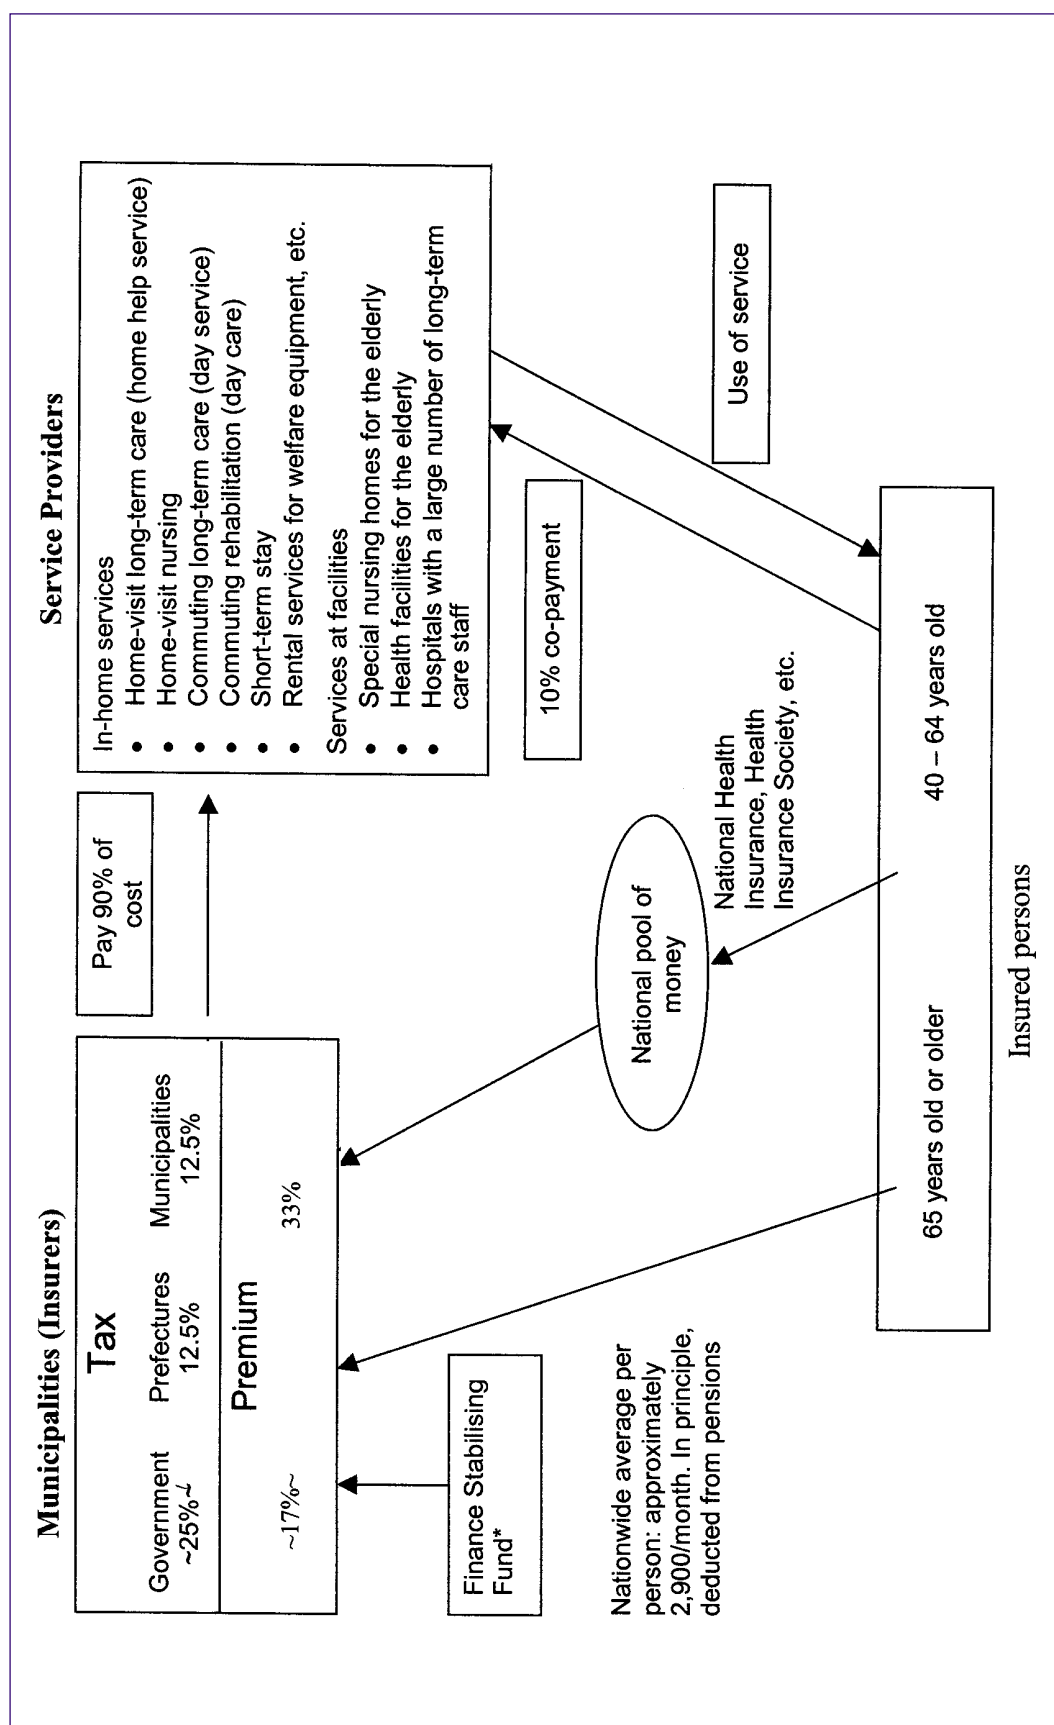 Municipalities (Insurers)
Tax
Government
~25%~
Prefectures
12.5%
Municipalities
12.5%
Premium
~17%~
33%
Pay 90% of
cost
Service Providers
In-home services
• Home-visit long-term care (home help service)
• Home-visit nursing
• Commuting long-term care (day service)
• Commuting rehabilitation (day care)
• Short-term stay
• Rental services for welfare equipment, etc.
Services at facilities
• Special nursing homes for the elderly
• Health facilities for the elderly
• Hospitals with a large number of long-term
care staff
Finance Stabilising
Fund*
Nationwide average per
person: approximately
2,900/month. In principle,
deducted from pensions
National pool of
money
National Health
Insurance, Health
Insurance Society, etc.
10% co-payment
Use of service
65 years old or older
40 – 64 years old
Insured persons